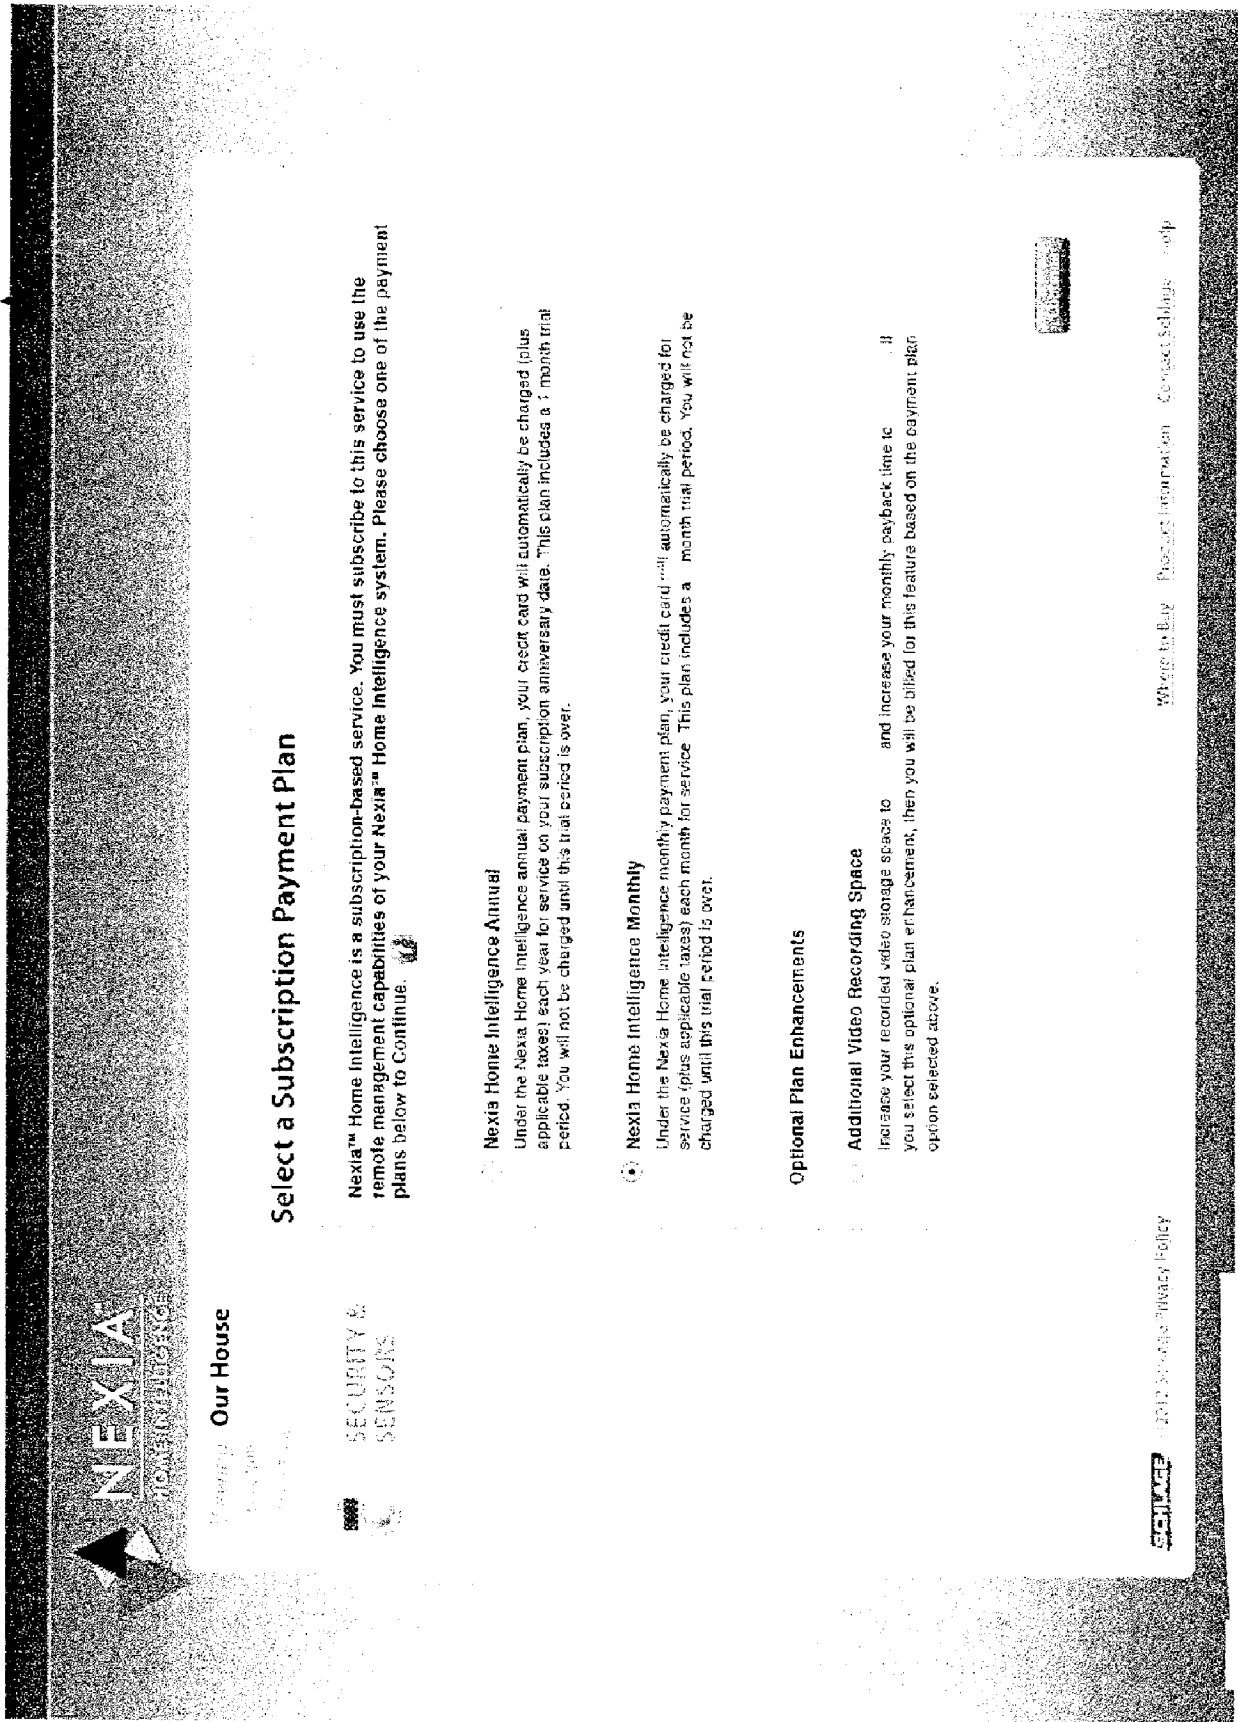 NEXIA™
HOME INTELLIGENCE
Our House
SECURITY &
SENSORS
Select a Subscription Payment Plan
Nexia™ Home Intelligence is a subscription-based service. You must subscribe to this service to use the
remote management capabilities of your Nexia™ Home Intelligence system. Please choose one of the payment
plans below to Continue.
Nexia Home Intelligence Annual
Under the Nexia Home Intelligence annual payment plan, your credit card will automatically be charged (plus
applicable taxes) each year for service on your subscription anniversary date. This plan includes a 1 month trial
period. You will not be charged until this trial period is over.
Nexia Home Intelligence Monthly
Under the Nexia Home Intelligence monthly payment plan, your credit card will automatically be charged for
service (plus applicable taxes) each month for service This plan includes a month trial period. You will not be
charged until this trial period is over.
Optional Plan Enhancements
Additional Video Recording Space
Increase your recorded video storage space to and increase your monthly payback time to . If
you select this optional plan enhancement, then you will be billed for this feature based on the payment plan
option selected above.
SCHLAGE Privacy Policy
Where to Buy Product Information Contact Schlage Help